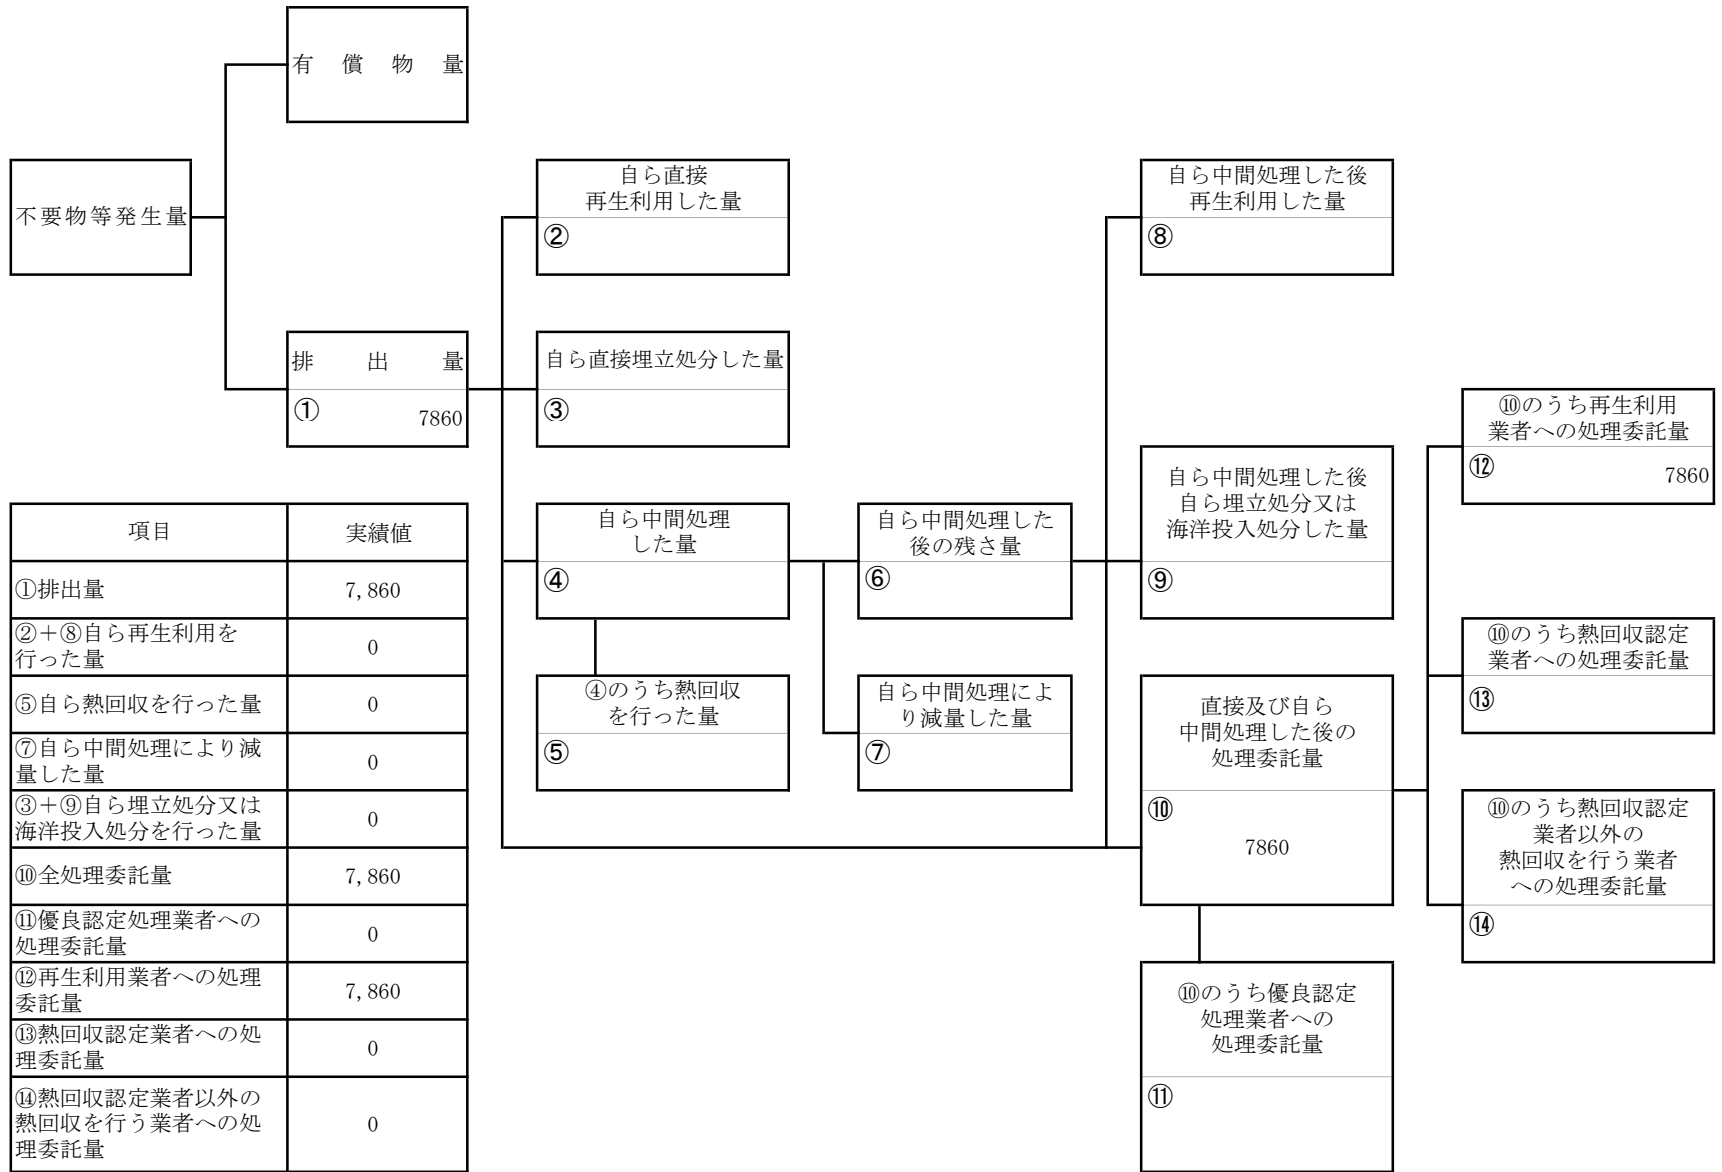 有償物量
不要物等発生量
排出量
①
7860
自ら直接
再生利用した量
②
自ら直接埋立処分した量
③
自ら中間処理
した量
④
④のうち熱回収
を行った量
⑤
自ら中間処理した
後の残さ量
⑥
自ら中間処理によ
り減量した量
⑦
自ら中間処理した後
再生利用した量
⑧
自ら中間処理した後
自ら埋立処分又は
海洋投入処分した量
⑨
直接及び自ら
中間処理した後の
処理委託量
⑩
7860
⑩のうち優良認定
処理業者への
処理委託量
⑪
⑩のうち再生利用
業者への処理委託量
⑫
7860
⑩のうち熱回収認定
業者への処理委託量
⑬
⑩のうち熱回収認定
業者以外の
熱回収を行う業者
への処理委託量
⑭
項目 実績値
①排出量 7,860
②+⑧自ら再生利用を
行った量 0
⑤自ら熱回収を行った量 0
⑦自ら中間処理により減
量した量 0
③+⑨自ら埋立処分又は
海洋投入処分を行った量 0
⑩全処理委託量 7,860
⑪優良認定処理業者への
処理委託量 0
⑫再生利用業者への処理
委託量 7,860
⑬熱回収認定業者への処
理委託量 0
⑭熱回収認定業者以外の
熱回収を行う業者への処
理委託量 0